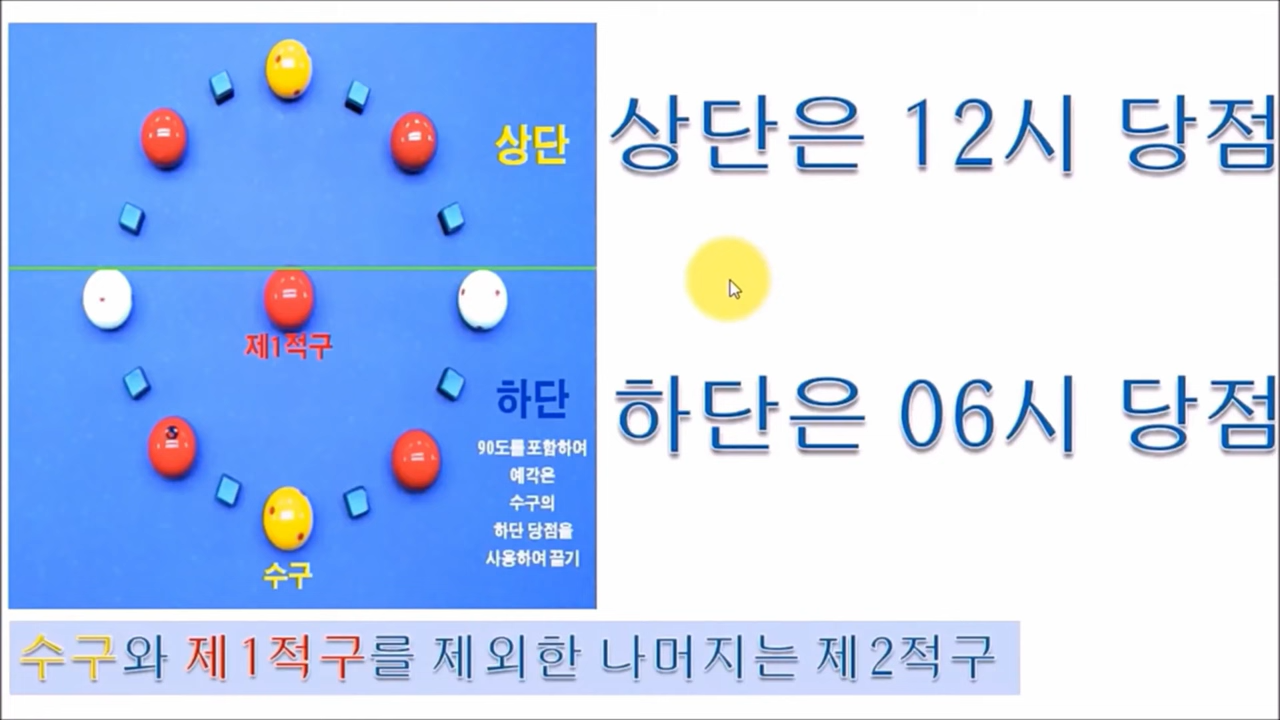 상단
상단은 12시 당점
제1적구
하단
하단은 06시 당점
90도를 포함하여
예각은
수구의
하단 당점을
사용하여 끌기
수구
수구와 제1적구를 제외한 나머지는 제2적구